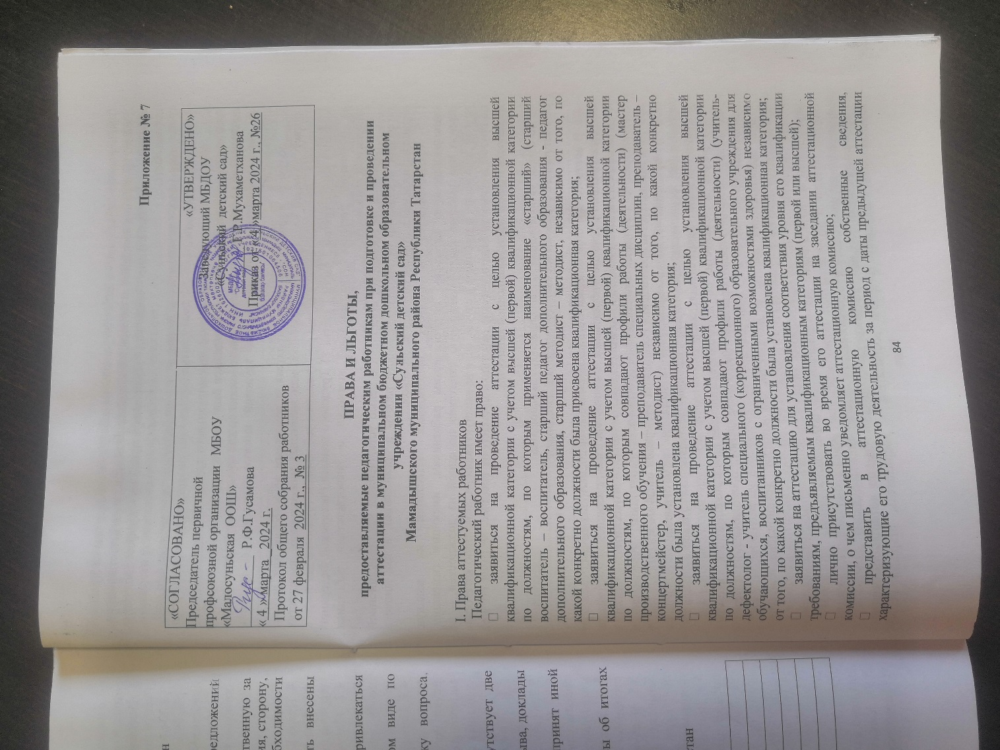 Приложение № 7
«СОГЛАСОВАНО»
Председатель первичной
профсоюзной организации МБОУ
«Малосуньская ООШ»
Р.Ф.Гусамова
« 4 »марта 2024 г.
Протокол общего собрания работников
от 27 февраля 2024 г., № 3
«УТВЕРЖДЕНО»
Заведующий МБДОУ
«Суньский детский сад»
Г.Р.Мухаметханова
Приказ от « 4 »марта 2024 г., №26
ПРАВА И ЛЬГОТЫ,
предоставляемые педагогическим работникам при подготовке и проведении
аттестации в муниципальном бюджетном дошкольном образовательном
учреждении «Суньский детский сад»
Мамадышского муниципального района Республики Татарстан
I. Права аттестуемых работников
Педагогический работник имеет право:
□ заявиться на проведение аттестации с целью установления высшей
квалификационной категории с учетом высшей (первой) квалификационной категории
по должностям, по которым применяется наименование «старший» (старший
воспитатель – воспитатель, старший педагог дополнительного образования - педагог
дополнительного образования, старший методист – методист, независимо от того, по
какой конкретно должности была присвоена квалификационная категория;
□ заявиться на проведение аттестации с целью установления высшей
квалификационной категории с учетом высшей (первой) квалификационной категории
по должностям, по которым совпадают профили работы (деятельности) (мастер
производственного обучения – преподаватель специальных дисциплин, преподаватель –
концертмейстер, учитель – методист) независимо от того, по какой конкретно
должности была установлена квалификационная категория;
□ заявиться на проведение аттестации с целью установления высшей
квалификационной категории с учетом высшей (первой) квалификационной категории
по должностям, по которым совпадают профили работы (деятельности) (учитель-
дефектолог - учитель специального (коррекционного) образовательного учреждения для
обучающихся, воспитанников с ограниченными возможностями здоровья) независимо
от того, по какой конкретно должности была установлена квалификационная категория;
□ заявиться на аттестацию для установления соответствия уровня его квалификации
требованиям, предъявляемым квалификационным категориям (первой или высшей);
□ лично присутствовать во время его аттестации на заседании аттестационной
комиссии, о чем письменно уведомляет аттестационную комиссию;
□ представить в аттестационную комиссию собственные сведения,
характеризующие его трудовую деятельность за период с даты предыдущей аттестации
84